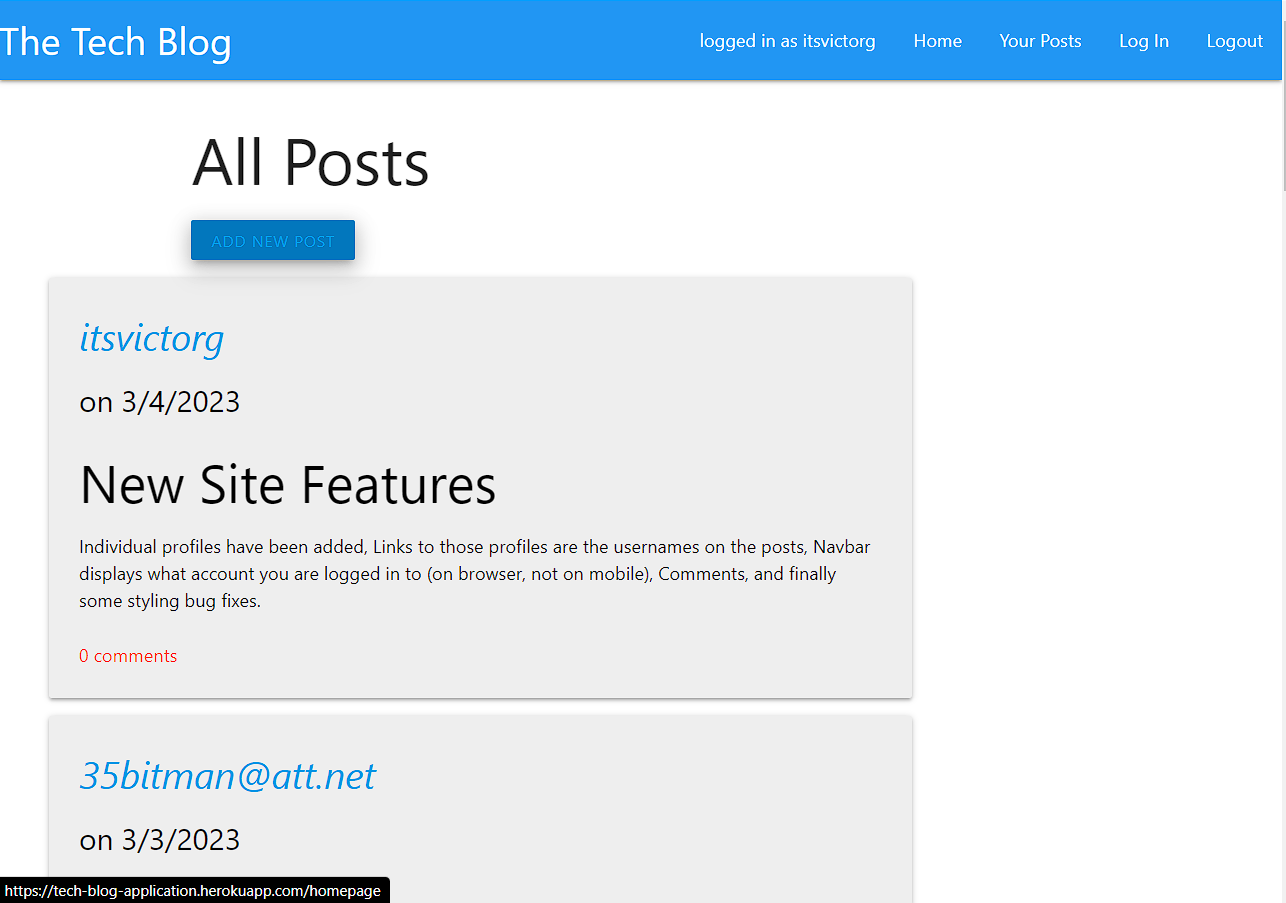 The Tech Blog
logged in as itsvictorg
Home
Your Posts
Log In
Logout
All Posts
ADD NEW POST
itsvictorg
on 3/4/2023
New Site Features
Individual profiles have been added, Links to those profiles are the usernames on the posts, Navbar
displays what account you are logged in to (on browser, not on mobile), Comments, and finally
some styling bug fixes.
0 comments
35bitman@att.net
on 3/3/2023
https://tech-blog-application.herokuapp.com/homepage